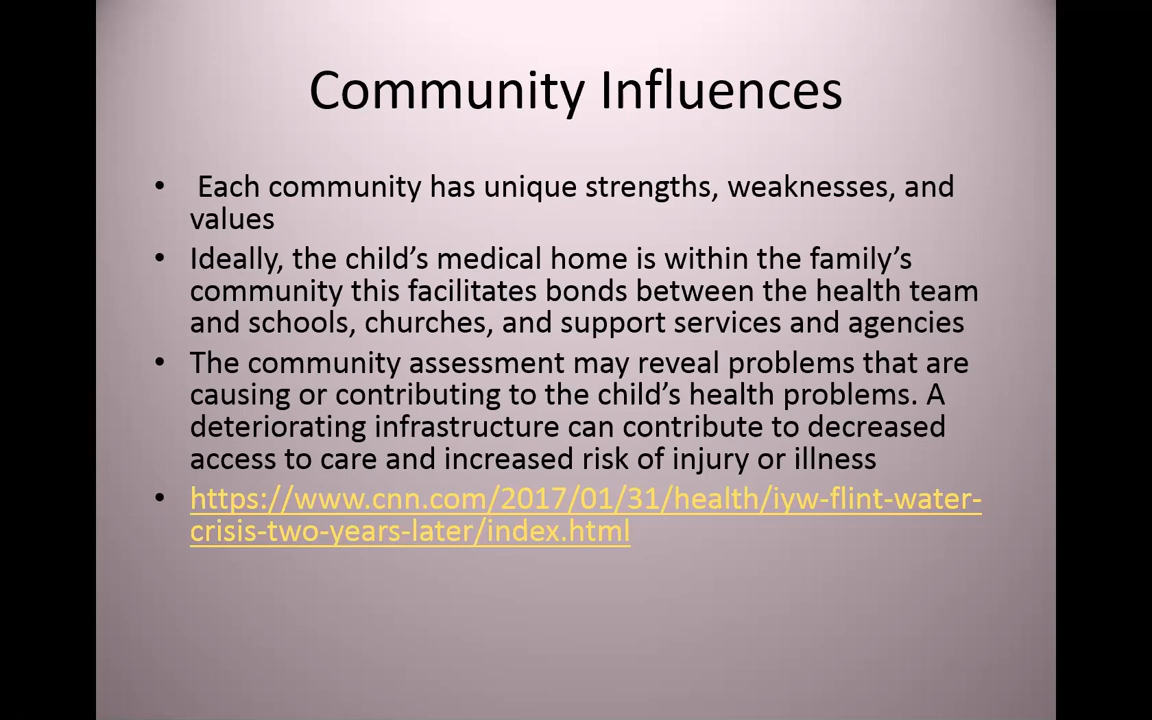 Community Influences
• Each community has unique strengths, weaknesses, and
values
• Ideally, the child’s medical home is within the family’s
community this facilitates bonds between the health team
and schools, churches, and support services and agencies
• The community assessment may reveal problems that are
causing or contributing to the child’s health problems. A
deteriorating infrastructure can contribute to decreased
access to care and increased risk of injury or illness
• https://www.cnn.com/2017/01/31/health/iyw-flint-water-
crisis-two-years-later/index.html